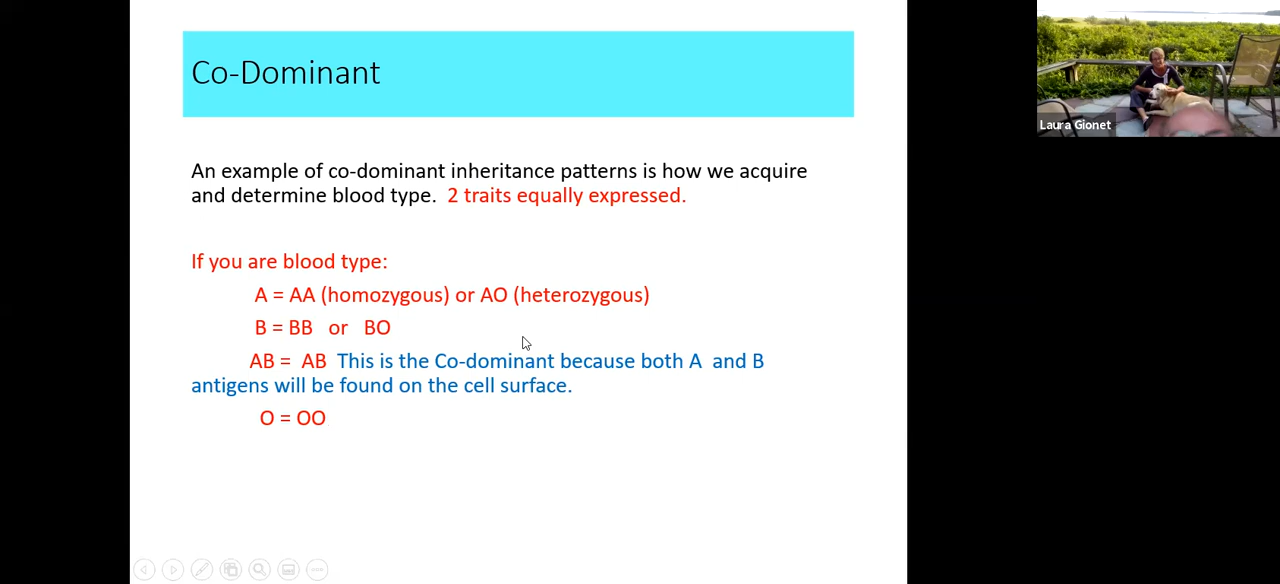 Co-Dominant
An example of co-dominant inheritance patterns is how we acquire
and determine blood type.  2 traits equally expressed.
If you are blood type:
A = AA (homozygous) or AO (heterozygous)
B = BB  or  BO
AB =  AB  This is the Co-dominant because both A  and B
antigens will be found on the cell surface.
O = OO
Laura Gionet